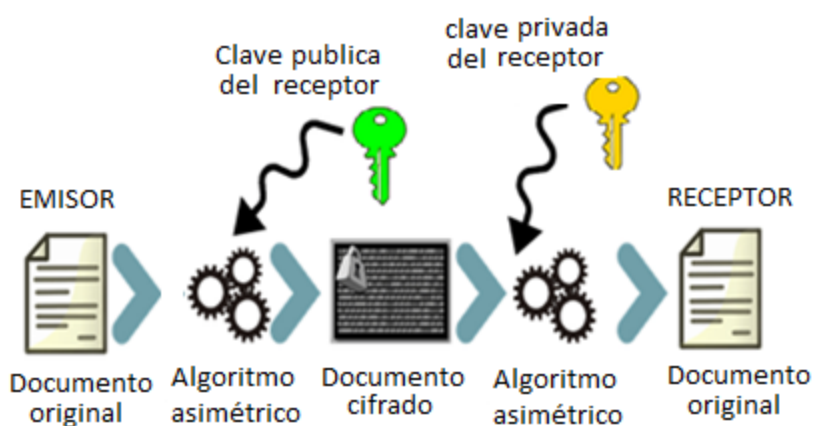 Clave publica
del receptor
clave privada
del receptor
EMISOR
RECEPTOR
Documento
original
Algoritmo
asimétrico
Documento
cifrado
Algoritmo
asimétrico
Documento
original